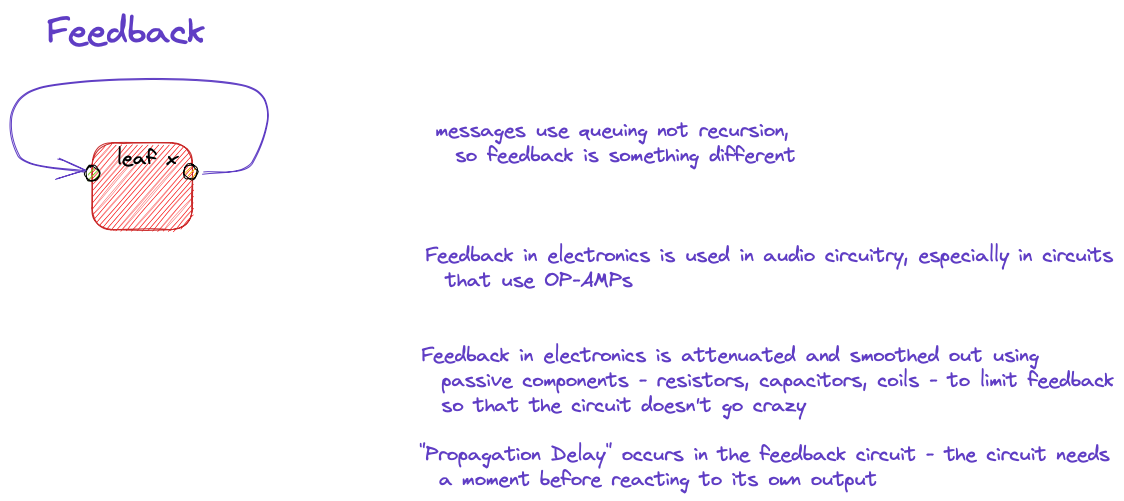 Feedback
leaf x
messages use queuing not recursion,
so feedback is something different
Feedback in electronics is used in audio circuitry, especially in circuits
that use OP-AMPs
Feedback in electronics is attenuated and smoothed out using
passive components - resistors, capacitors, coils - to limit feedback
so that the circuit doesn't go crazy
"Propagation Delay" occurs in the feedback circuit - the circuit needs
a moment before reacting to its own output